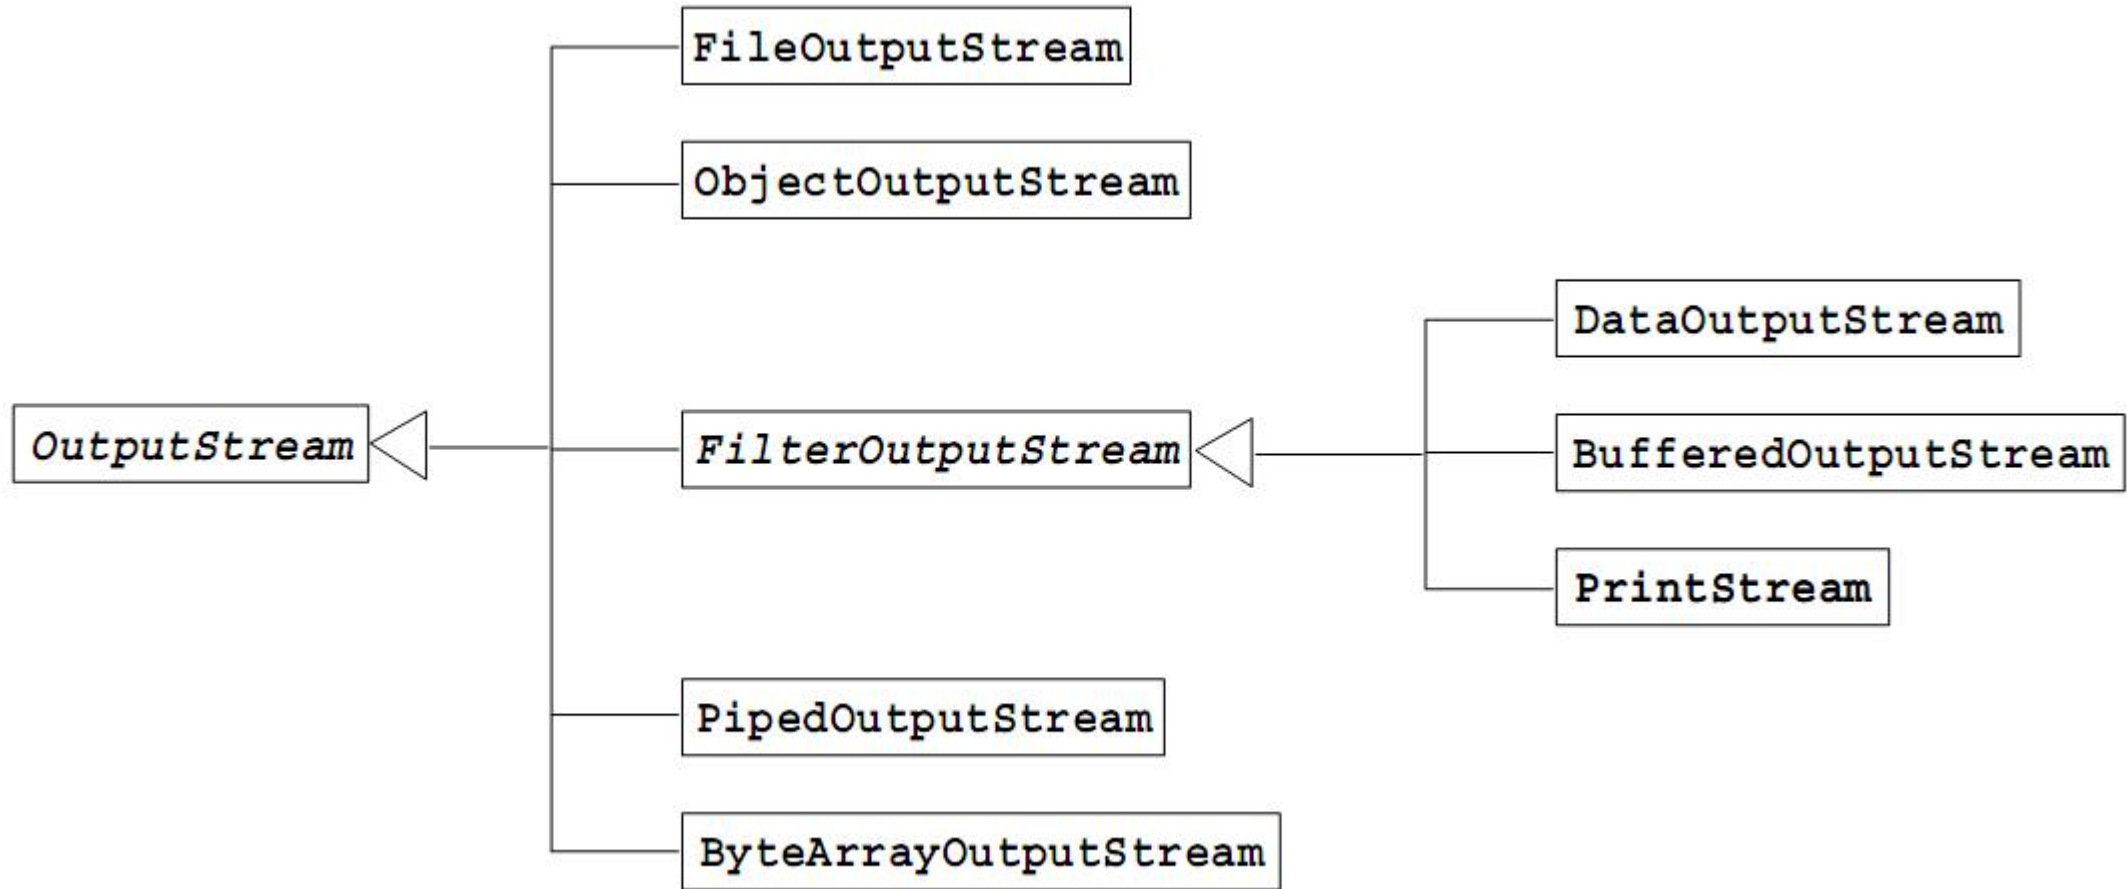 FileOutputStream
ObjectOutputStream
DataOutputStream
OutputStream
FilterOutputStream
BufferedOutputStream
PrintStream
PipedOutputStream
ByteArrayOutputStream